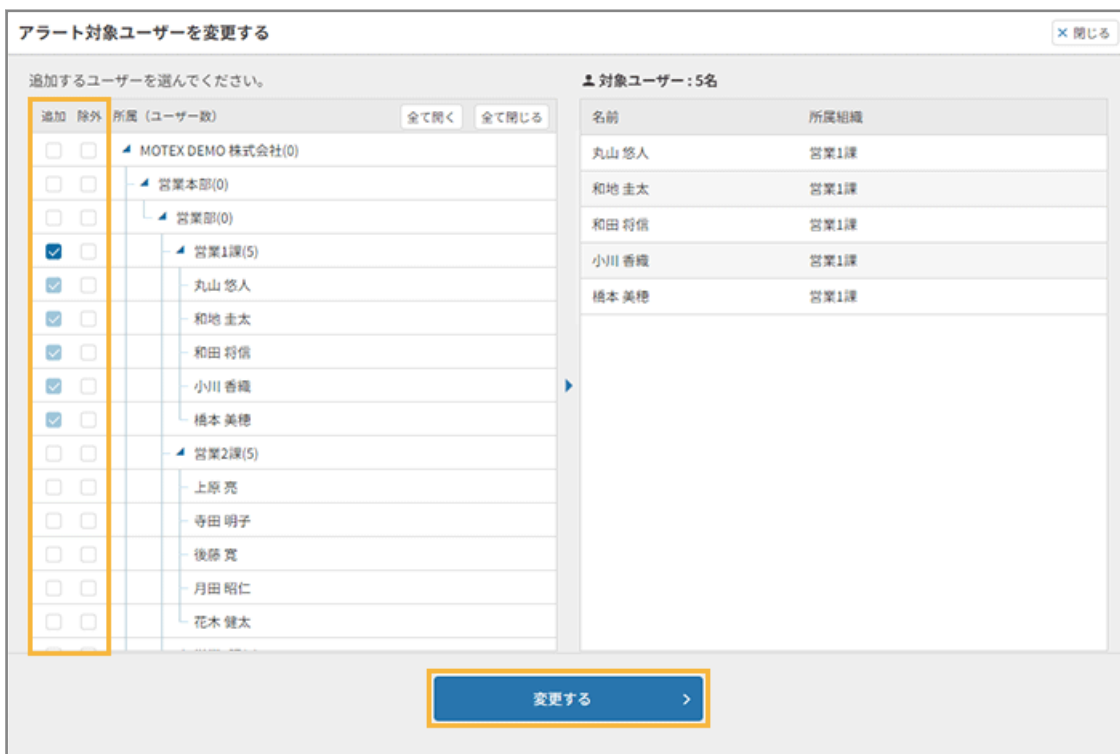 アラート対象ユーザーを変更する
× 閉じる
追加するユーザーを選んでください。
対象ユーザー : 5名
追加 除外 所属（ユーザー数） 全て開く 全て閉じる
名前 所属組織
MOTEX DEMO 株式会社(0)
営業本部(0)
営業部(0)
営業1課(5)
丸山 悠人
和地 圭太
和田 将信
小川 香織
橋本 美穂
営業2課(5)
上原 亮
寺田 明子
後藤 寛
月田 昭仁
花木 健太
丸山 悠人 営業1課
和地 圭太 営業1課
和田 将信 営業1課
小川 香織 営業1課
橋本 美穂 営業1課
変更する